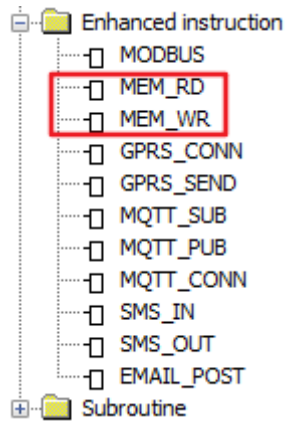 Enhanced instruction
MODBUS
MEM_RD
MEM_WR
GPRS_CONN
GPRS_SEND
MQTT_SUB
MQTT_PUB
MQTT_CONN
SMS_IN
SMS_OUT
EMAIL_POST
Subroutine